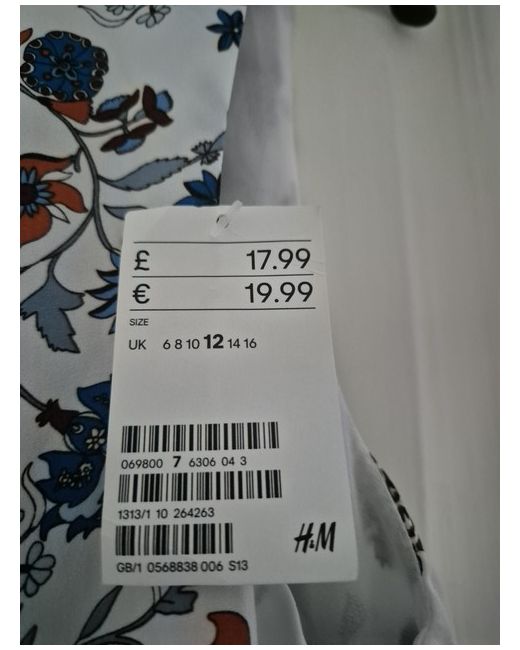 £ 17.99
€ 19.99
SIZE
UK 6 8 10 12 14 16
069800 7 6306 04 3
1313/1 10 264263
H&M
GB/1 0568838 006 S13